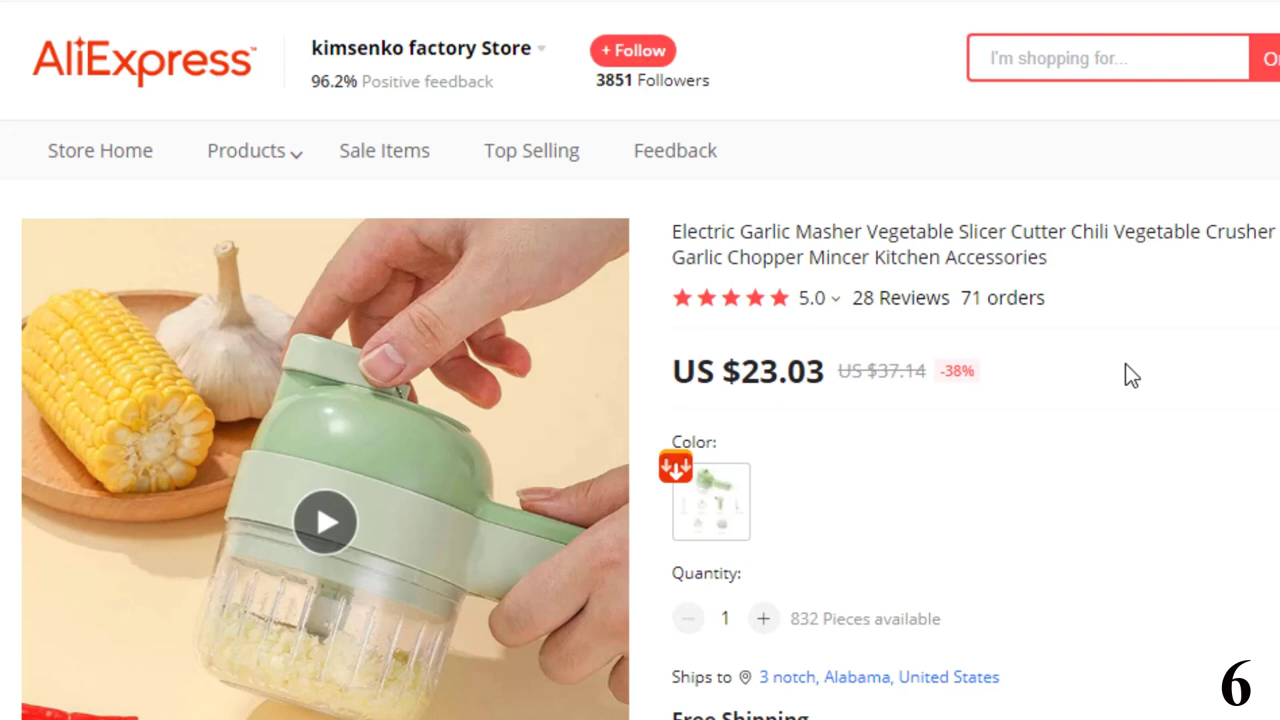 AliExpress™
kimsenko factory Store
+ Follow
96.2% Positive feedback
3851 Followers
I'm shopping for...
Store Home
Products
Sale Items
Top Selling
Feedback
Electric Garlic Masher Vegetable Slicer Cutter Chili Vegetable Crusher
Garlic Chopper Mincer Kitchen Accessories
5.0 28 Reviews 71 orders
US $23.03 US $37.14 -38%
Color:
Quantity:
1 832 Pieces available
Ships to 3 notch, Alabama, United States
Free Shipping
6